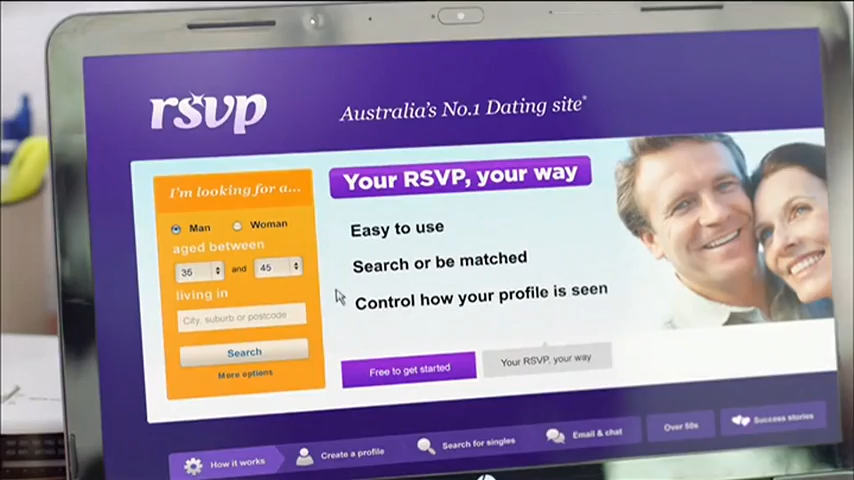 rsvp
Australia's No.1 Dating site*
I'm looking for a...
Man Woman
aged between
35 and 45
living in
City, suburb or postcode
Search
More options
Your RSVP, your way
Easy to use
Search or be matched
Control how your profile is seen
Free to get started
Your RSVP, your way
How it works
Create a profile
Search for singles
Email & chat
Over 50s
Success stories